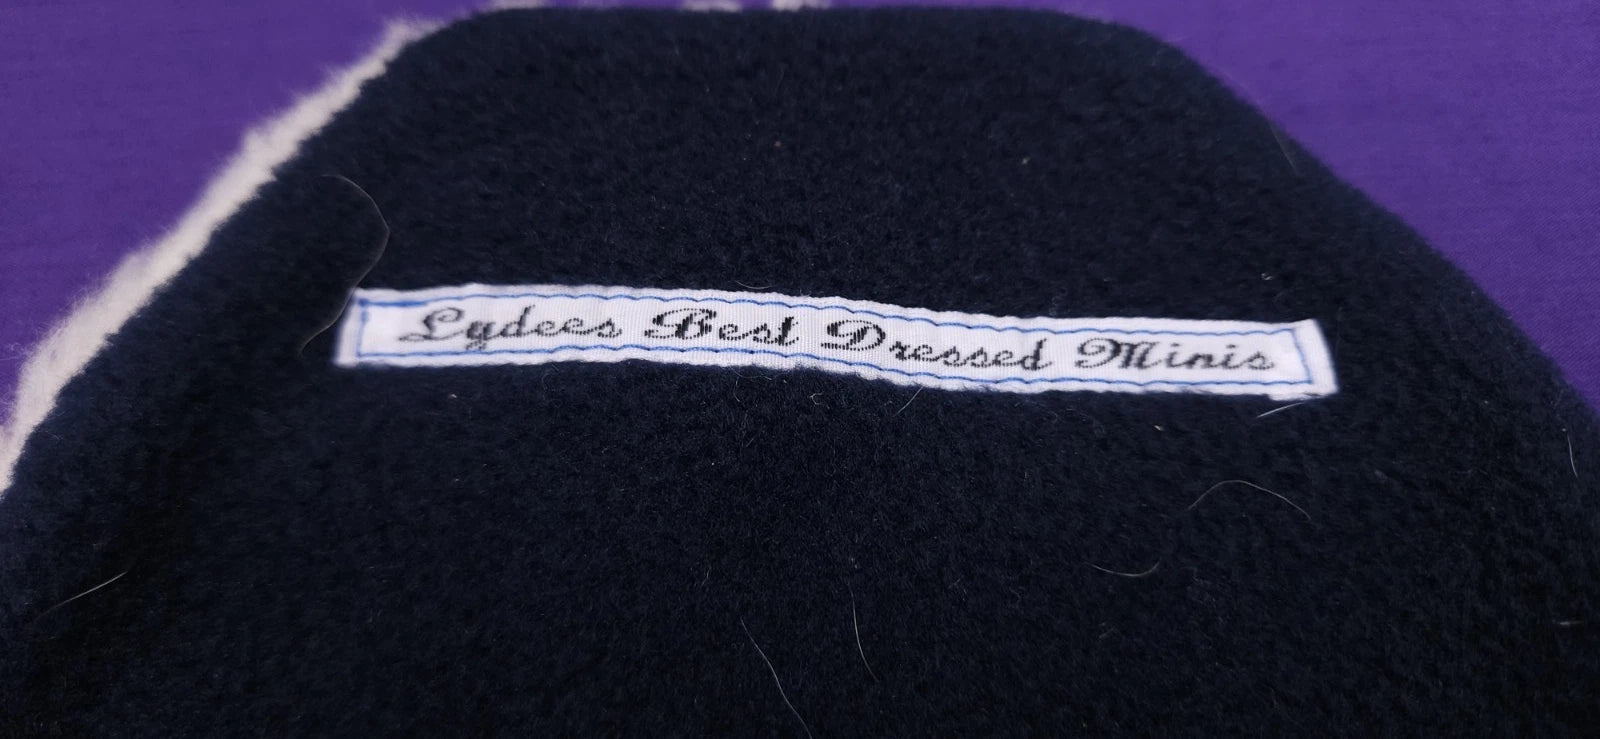 Lydees Best Dressed Minis